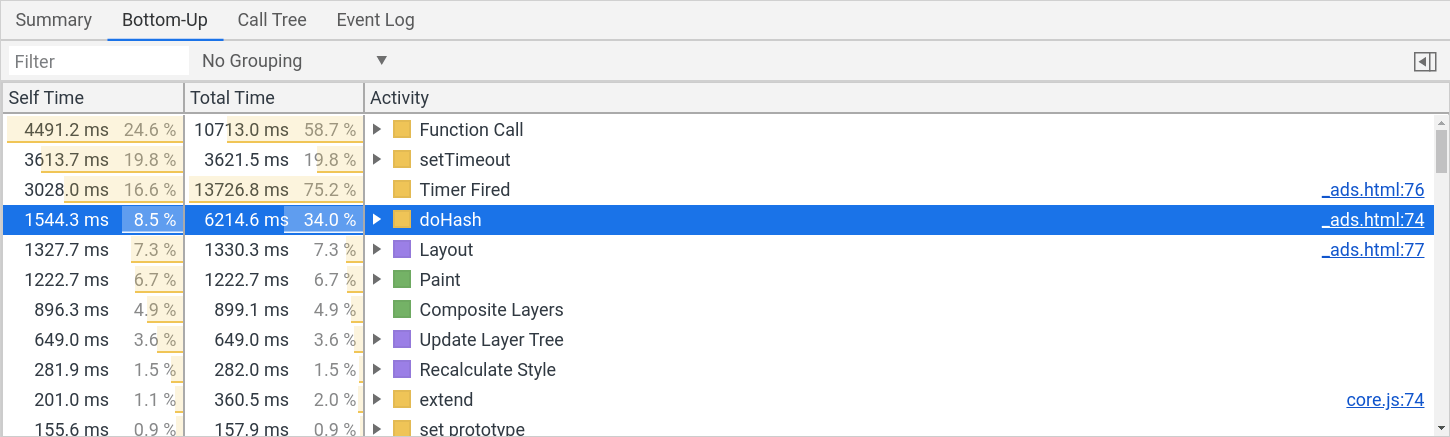 Summary Bottom-Up Call Tree Event Log
Filter No Grouping
Self Time Total Time Activity
4491.2 ms 24.6 % 10713.0 ms 58.7 % Function Call
3613.7 ms 19.8 % 3621.5 ms 19.8 % setTimeout
3028.0 ms 16.6 % 13726.8 ms 75.2 % Timer Fired _ads.html:76
1544.3 ms 8.5 % 6214.6 ms 34.0 % doHash _ads.html:74
1327.7 ms 7.3 % 1330.3 ms 7.3 % Layout _ads.html:77
1222.7 ms 6.7 % 1222.7 ms 6.7 % Paint
896.3 ms 4.9 % 899.1 ms 4.9 % Composite Layers
649.0 ms 3.6 % 649.0 ms 3.6 % Update Layer Tree
281.9 ms 1.5 % 282.0 ms 1.5 % Recalculate Style
201.0 ms 1.1 % 360.5 ms 2.0 % extend core.js:74
155.6 ms 0.9 % 157.9 ms 0.9 % set prototype